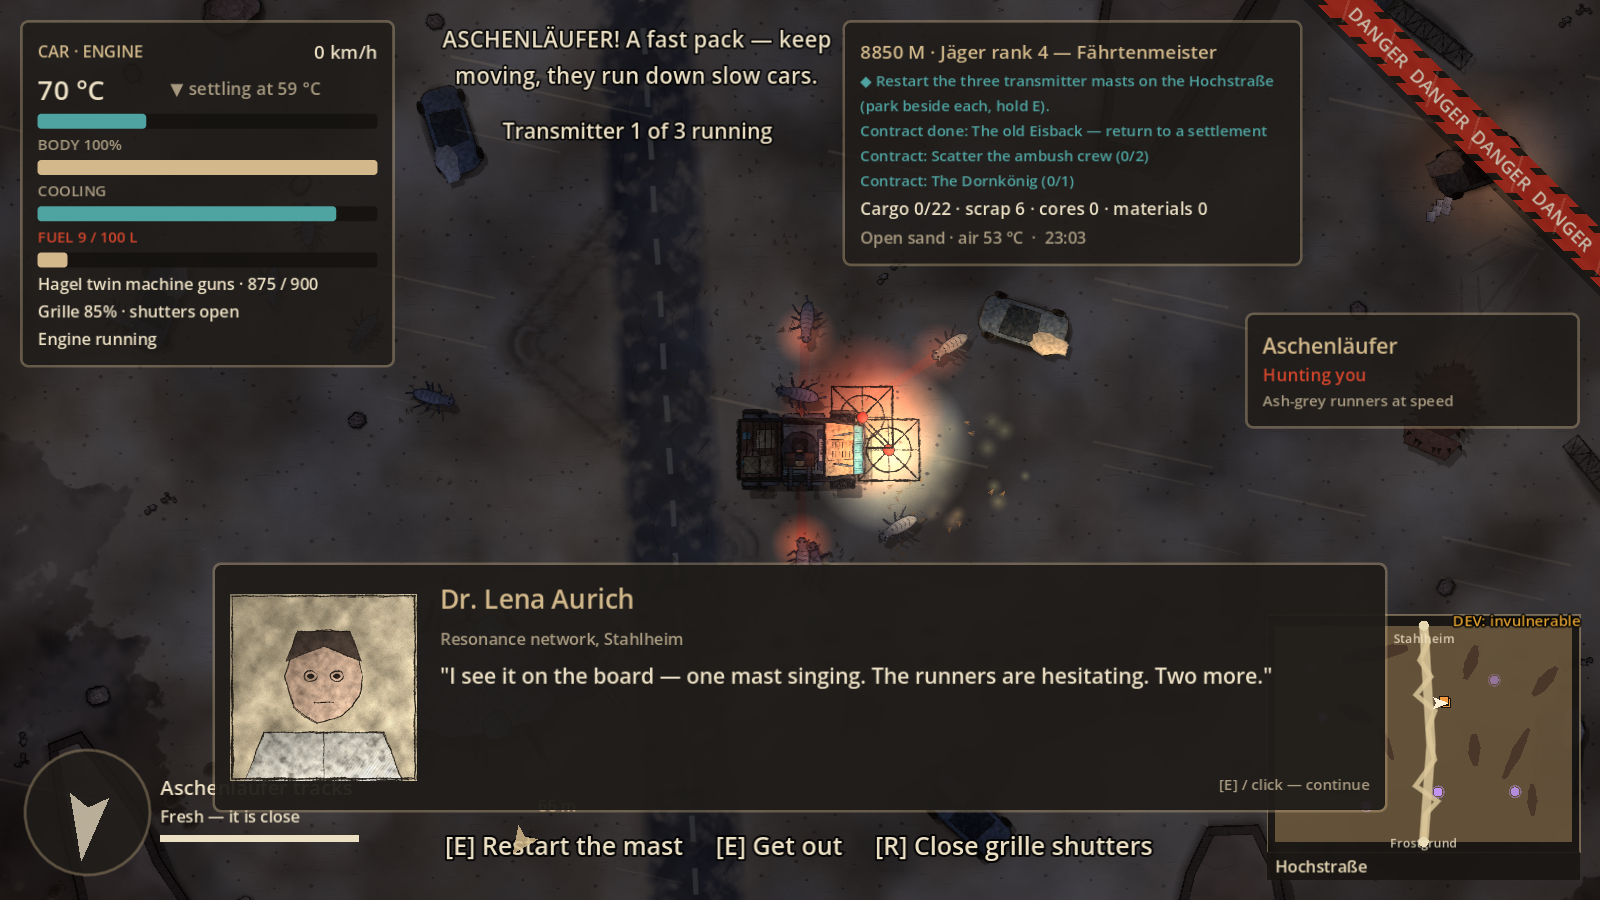 CAR · ENGINE
0 km/h
70 °C
▼ settling at 59 °C
BODY 100%
COOLING
FUEL 9 / 100 L
Hagel twin machine guns · 875 / 900
Grille 85% · shutters open
Engine running
ASCHENLÄUFER! A fast pack — keep
moving, they run down slow cars.
Transmitter 1 of 3 running
8850 M · Jäger rank 4 — Fährtenmeister
◆ Restart the three transmitter masts on the Hochstraße
(park beside each, hold E).
Contract done: The old Eisback — return to a settlement
Contract: Scatter the ambush crew (0/2)
Contract: The Dornkönig (0/1)
Cargo 0/22 · scrap 6 · cores 0 · materials 0
Open sand · air 53 °C · 23:03
DANGER DANGER DANGER DANGER
Aschenläufer
Hunting you
Ash-grey runners at speed
Dr. Lena Aurich
Resonance network, Stahlheim
"I see it on the board — one mast singing. The runners are hesitating. Two more."
[E] / click — continue
DEV: invulnerable
Stahlheim
Frostgrund
Hochstraße
Aschenläufer tracks
Fresh — it is close
66 m
[E] Restart the mast
[E] Get out
[R] Close grille shutters